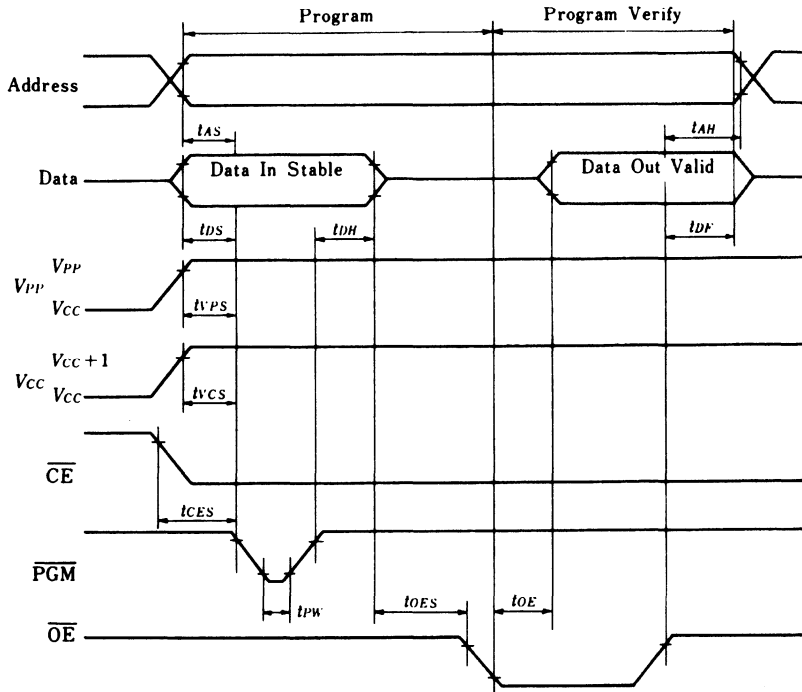 Program Program Verify
Address
tAS tAH
Data Data In Stable Data Out Valid
tDS tDH tDF
VPP
VPP
VCC
tVPS
VCC+1
VCC
VCC
tVCS
CE
tCES
PGM
tPW tOES tOE
OE